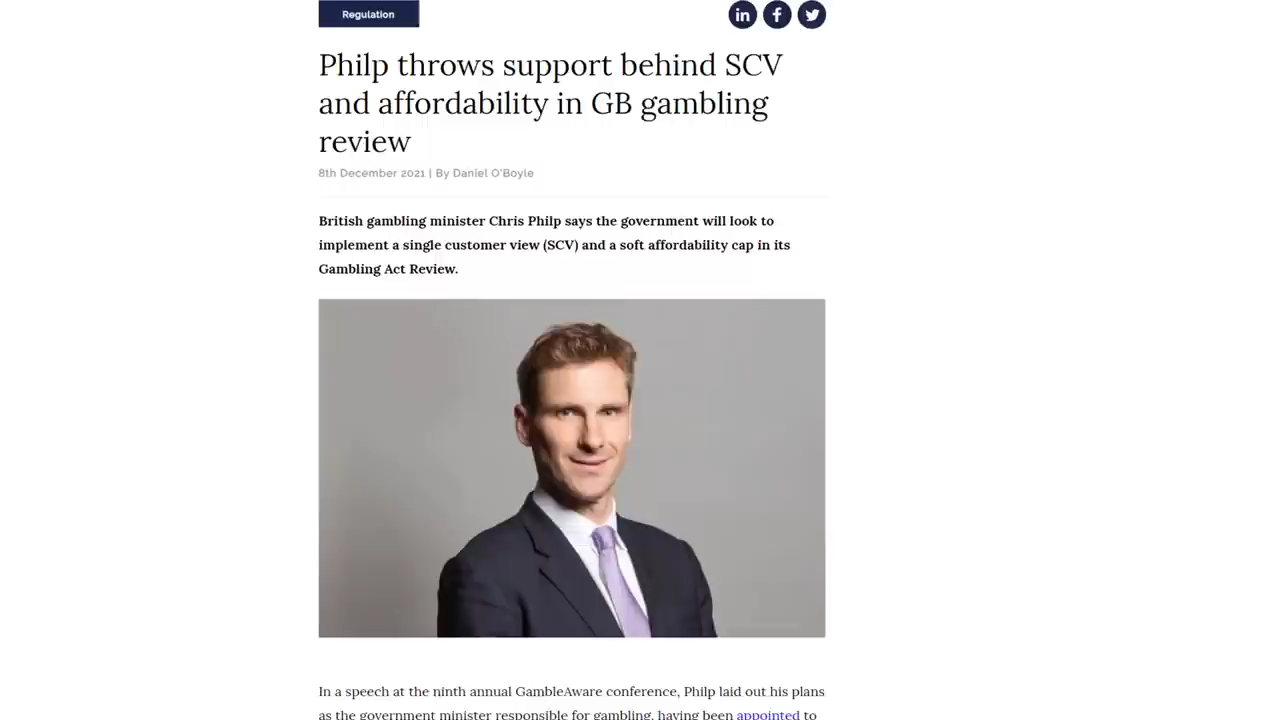 Regulation
Philp throws support behind SCV
and affordability in GB gambling
review
8th December 2021 | By Daniel O'Boyle
British gambling minister Chris Philp says the government will look to
implement a single customer view (SCV) and a soft affordability cap in its
Gambling Act Review.
In a speech at the ninth annual GambleAware conference, Philp laid out his plans
as the government minister responsible for gambling, having been appointed to